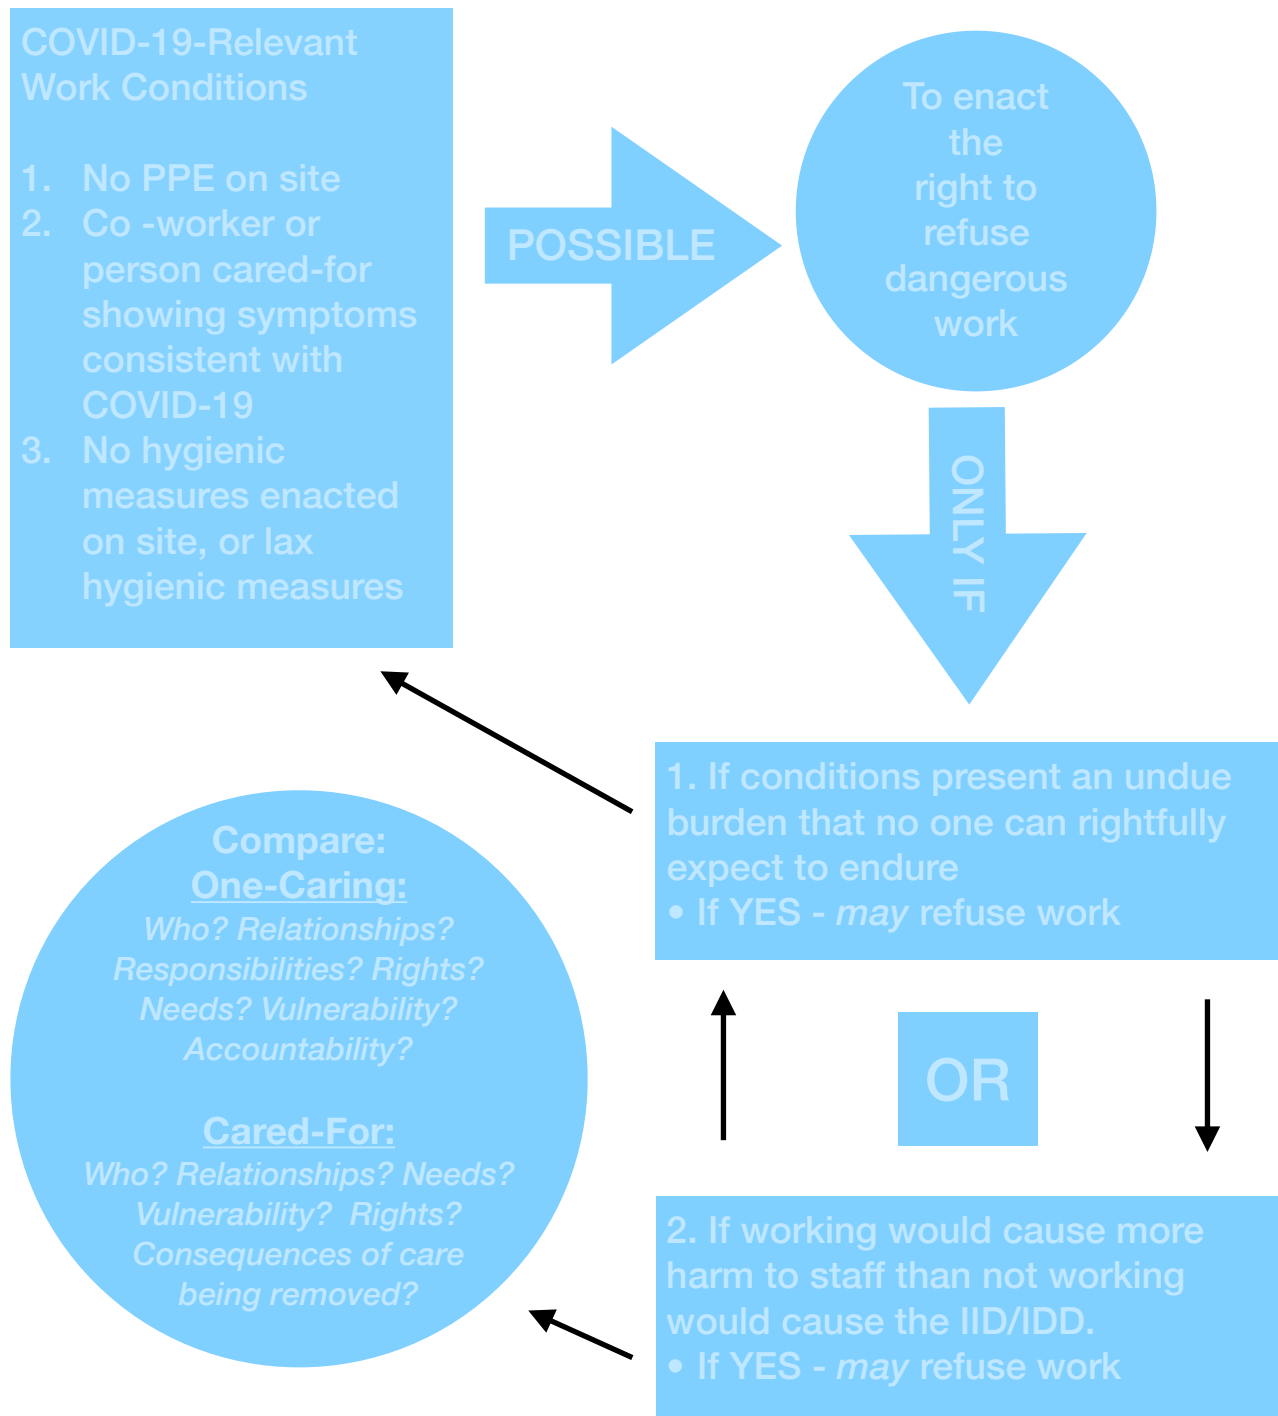 COVID-19-Relevant
Work Conditions
1. No PPE on site
2. Co -worker or
person cared-for
showing symptoms
consistent with
COVID-19
3. No hygienic
measures enacted
on site, or lax
hygienic measures
POSSIBLE
To enact
the
right to
refuse
dangerous
work
ONLY IF
1. If conditions present an undue
burden that no one can rightfully
expect to endure
• If YES - may refuse work
OR
2. If working would cause more
harm to staff than not working
would cause the IID/IDD.
• If YES - may refuse work
Compare:
One-Caring:
Who? Relationships?
Responsibilities? Rights?
Needs? Vulnerability?
Accountability?
Cared-For:
Who? Relationships? Needs?
Vulnerability? Rights?
Consequences of care
being removed?